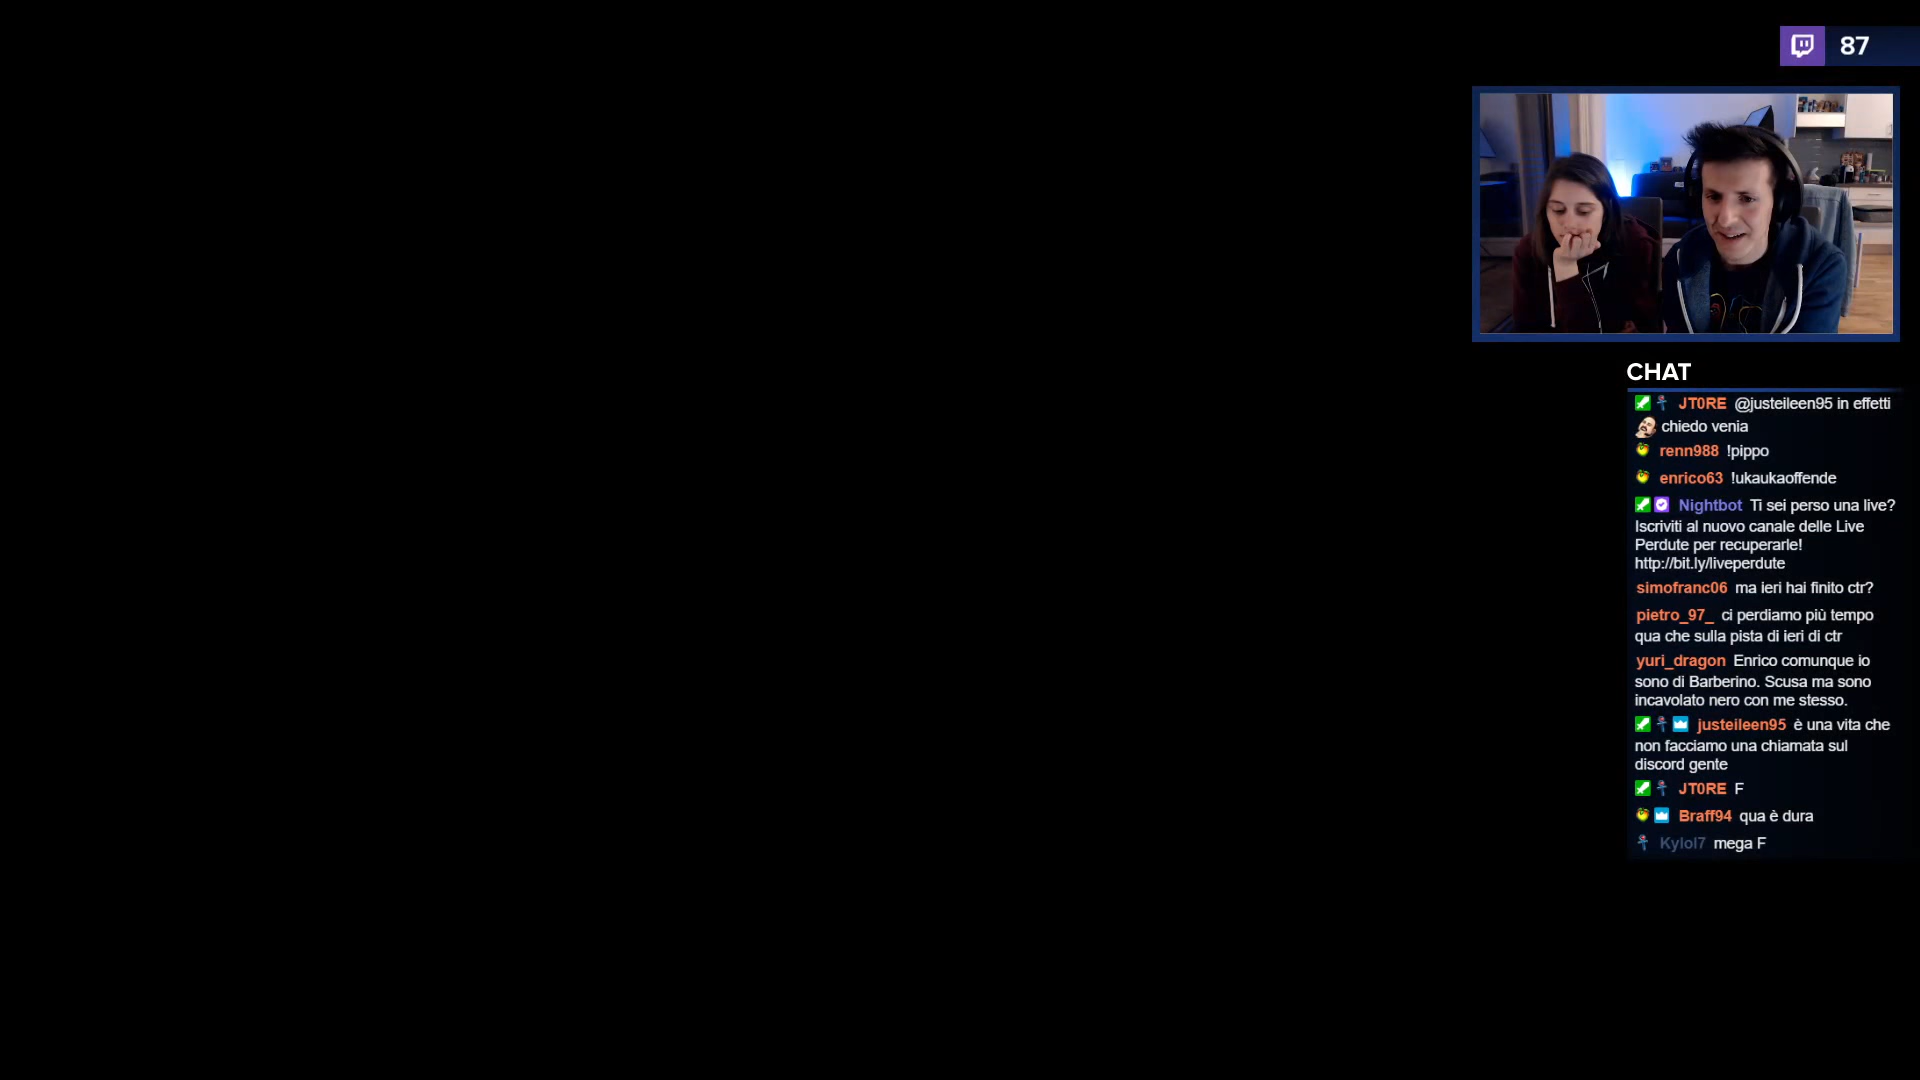 87
CHAT
JT0RE @justeileen95 in effetti
chiedo venia
renn988 !pippo
enrico63 !ukaukaoffende
Nightbot Ti sei perso una live?
Iscriviti al nuovo canale delle Live
Perdute per recuperarle!
http://bit.ly/liveperdute
simofranc06 ma ieri hai finito ctr?
pietro_97_ ci perdiamo più tempo
qua che sulla pista di ieri di ctr
yuri_dragon Enrico comunque io
sono di Barberino. Scusa ma sono
incavolato nero con me stesso.
justeileen95 è una vita che
non facciamo una chiamata sul
discord gente
JT0RE F
Braff94 qua è dura
Kylol7 mega F